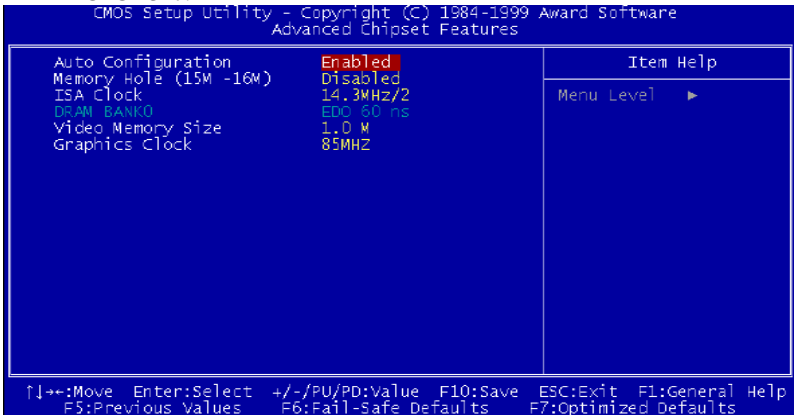 CMOS Setup Utility - Copyright (C) 1984-1999 Award Software
Advanced Chipset Features
Auto Configuration Enabled
Memory Hole (15M -16M) Disabled
ISA Clock 14.3MHz/2
DRAM BANK0 EDO 60 ns
Video Memory Size 1.0 M
Graphics Clock 85MHZ
Item Help
Menu Level ►
↑↓→←:Move Enter:Select +/-/PU/PD:Value F10:Save ESC:Exit F1:General Help
F5:Previous Values F6:Fail-Safe Defaults F7:Optimized Defaults